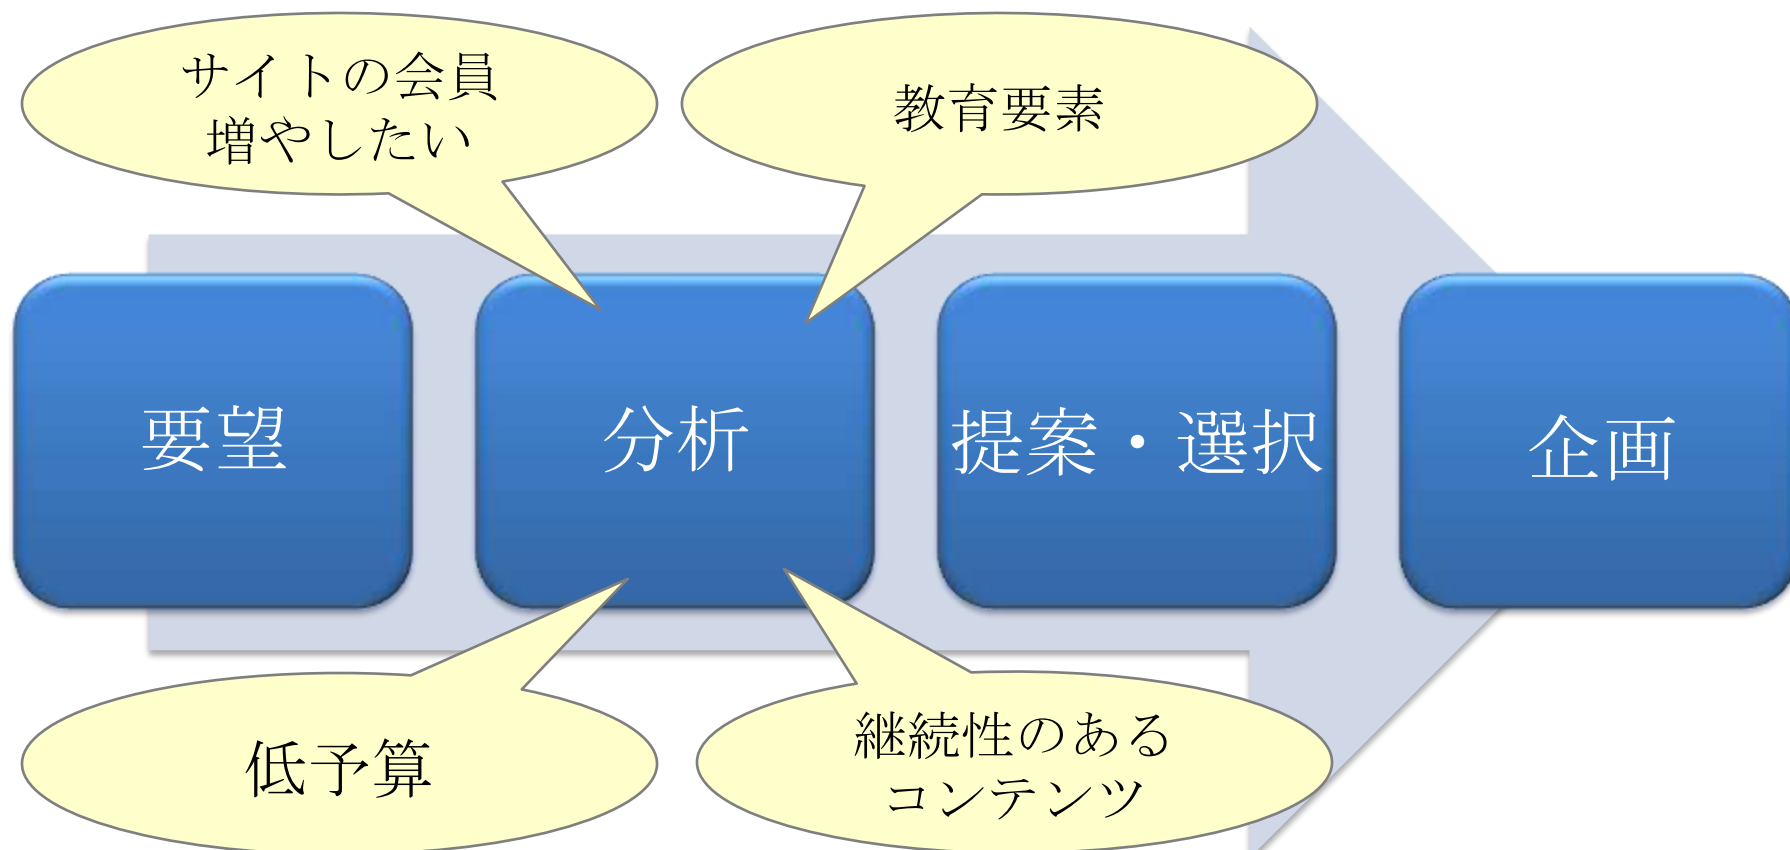 サイトの会員
増やしたい
教育要素
要望
分析
提案・選択
企画
低予算
継続性のある
コンテンツ